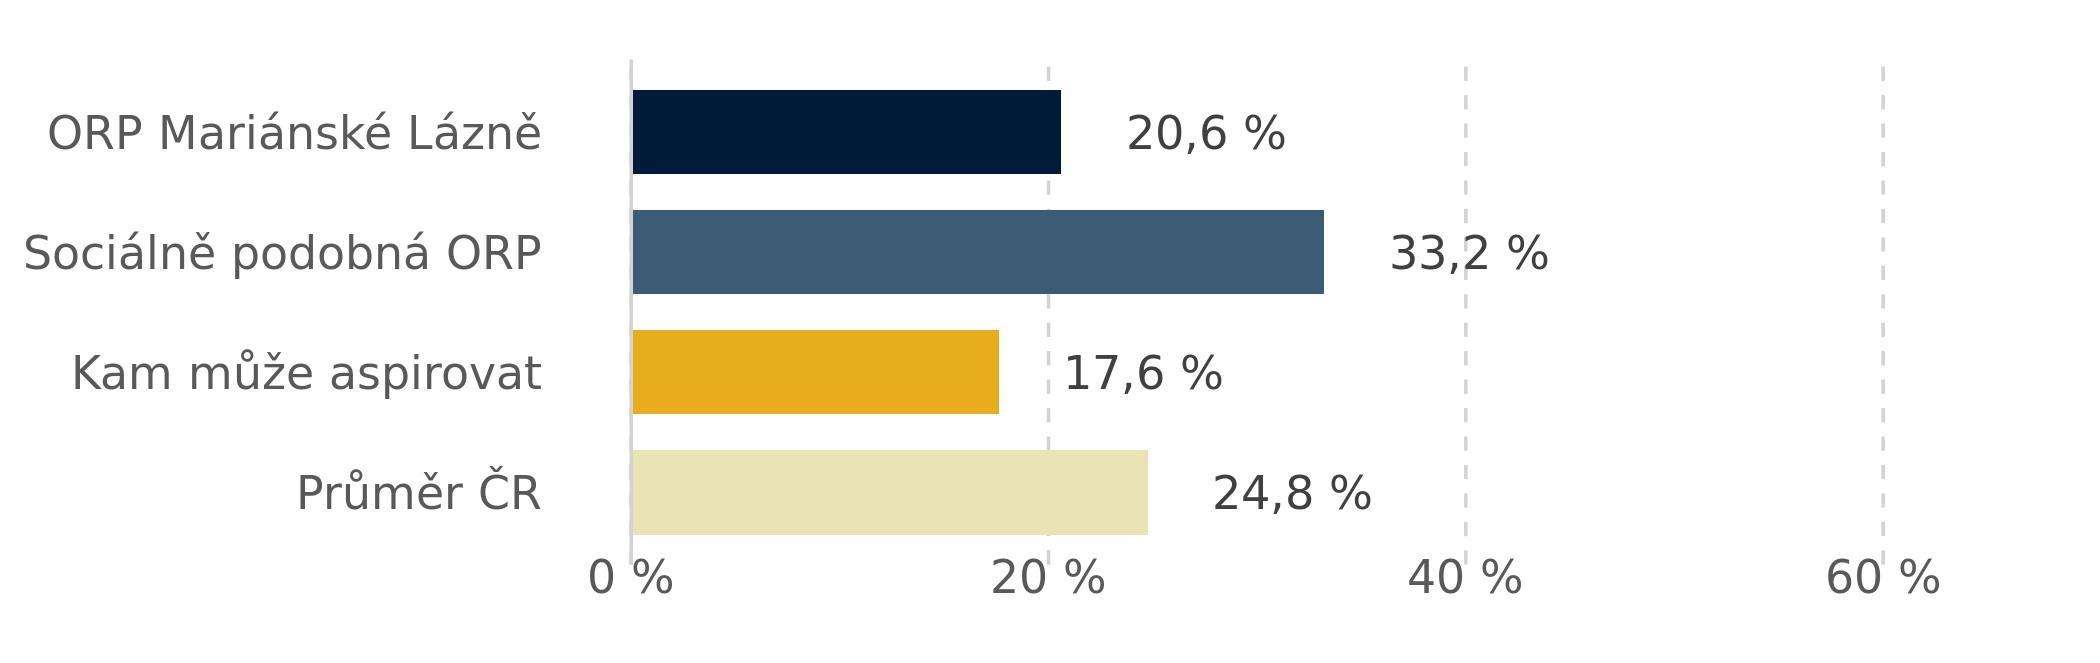 ORP Mariánské Lázně 20,6 %
Sociálně podobná ORP 33,2 %
Kam může aspirovat 17,6 %
Průměr ČR 24,8 %
0 % 20 % 40 % 60 %